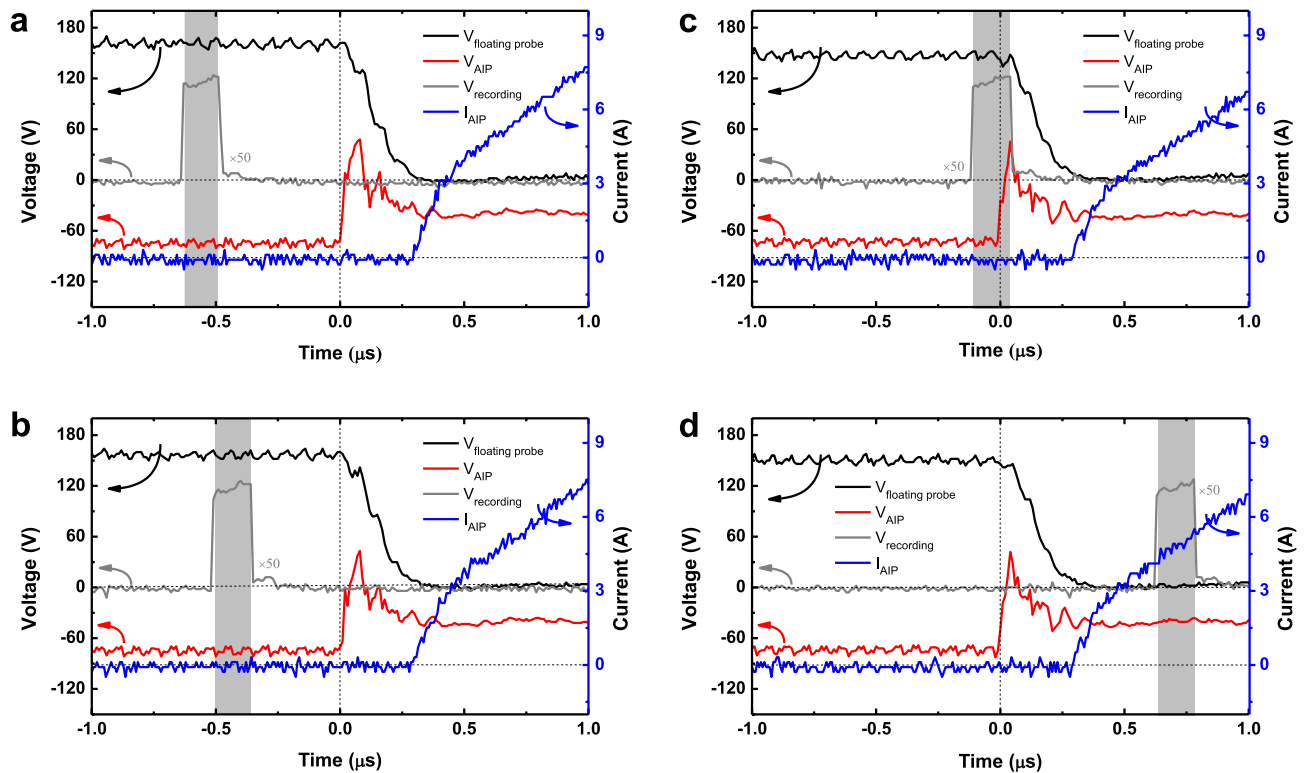 a
180
120
60
0
-60
-120
Voltage (V)
V floating probe
V AIP
V recording
I AIP
×50
9
6
3
0
Current (A)
-1.0 -0.5 0.0 0.5 1.0
Time (μs)
c
180
120
60
0
-60
-120
Voltage (V)
V floating probe
V AIP
V recording
I AIP
×50
9
6
3
0
Current (A)
-1.0 -0.5 0.0 0.5 1.0
Time (μs)
b
180
120
60
0
-60
-120
Voltage (V)
V floating probe
V AIP
V recording
I AIP
×50
9
6
3
0
Current (A)
-1.0 -0.5 0.0 0.5 1.0
Time (μs)
d
180
120
60
0
-60
-120
Voltage (V)
V floating probe
V AIP
V recording
I AIP
×50
9
6
3
0
Current (A)
-1.0 -0.5 0.0 0.5 1.0
Time (μs)